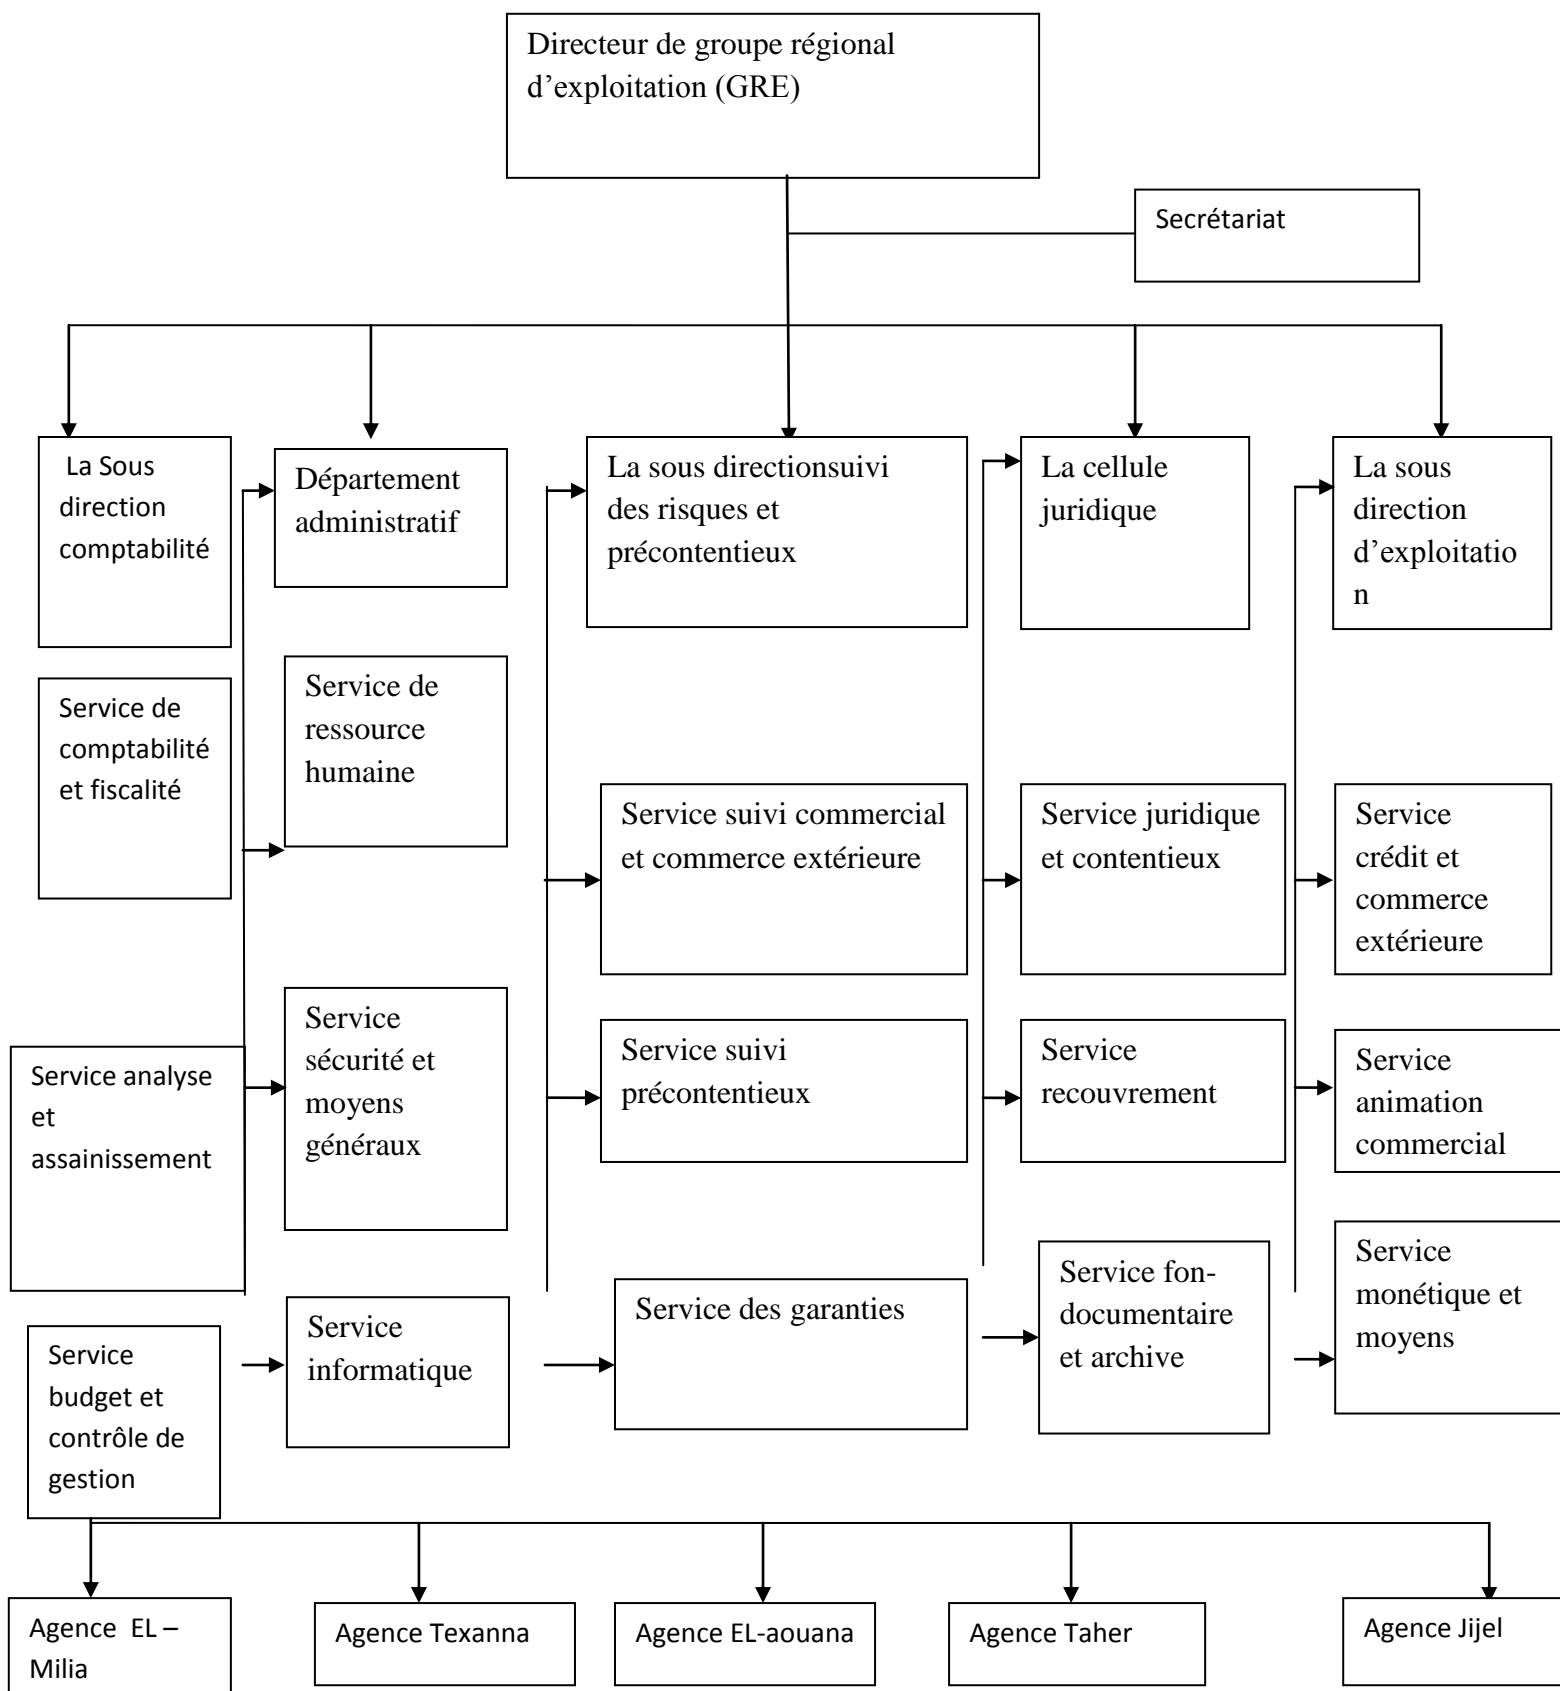 Directeur de groupe régional
d’exploitation (GRE)
Secrétariat
La Sous
direction
comptabilité
Département
administratif
La sous directionsuivi
des risques et
précontentieux
La cellule
juridique
La sous
direction
d’exploitatio
n
Service de
comptabilité
et fiscalité
Service de
ressource
humaine
Service suivi commercial
et commerce extérieure
Service juridique
et contentieux
Service
crédit et
commerce
extérieure
Service analyse
et
assainissement
Service
sécurité et
moyens
généraux
Service suivi
précontentieux
Service
recouvrement
Service
animation
commercial
Service
budget et
contrôle de
gestion
Service
informatique
Service des garanties
Service fon-
documentaire
et archive
Service
monétique et
moyens
Agence  EL –
Milia
Agence Texanna
Agence EL-aouana
Agence Taher
Agence Jijel